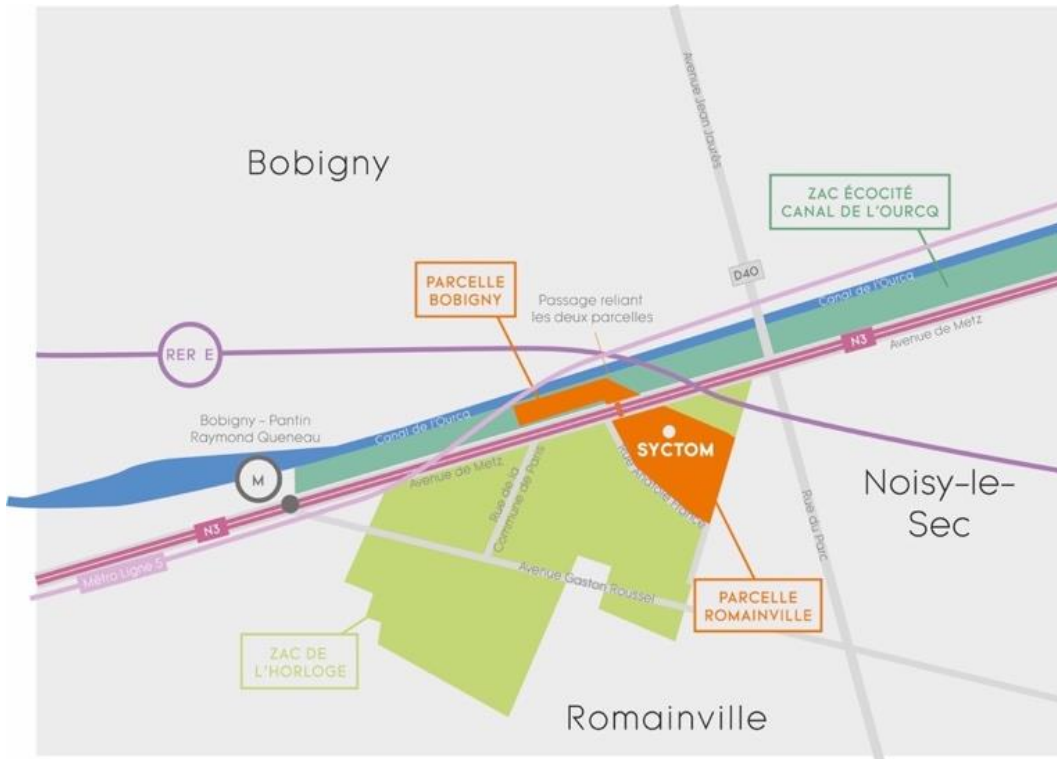 Bobigny
Avenue Jean Jaurès
ZAC ÉCOCITÉ
CANAL DE L'OURCQ
D40
PARCELLE
BOBIGNY
Passage reliant
les deux parcelles
Canal de l'Ourcq
Avenue de Metz
N3
RER E
Bobigny – Pantin
Raymond Queneau
M
Canal de l'Ourcq
Avenue de Metz
N3
Métro Ligne 5
Rue de la
Commune de Paris
Rue Anatole France
SYCTOM
Noisy-le-
Sec
Rue du Parc
Avenue Gaston Roussel
PARCELLE
ROMAINVILLE
ZAC DE
L'HORLOGE
Romainville